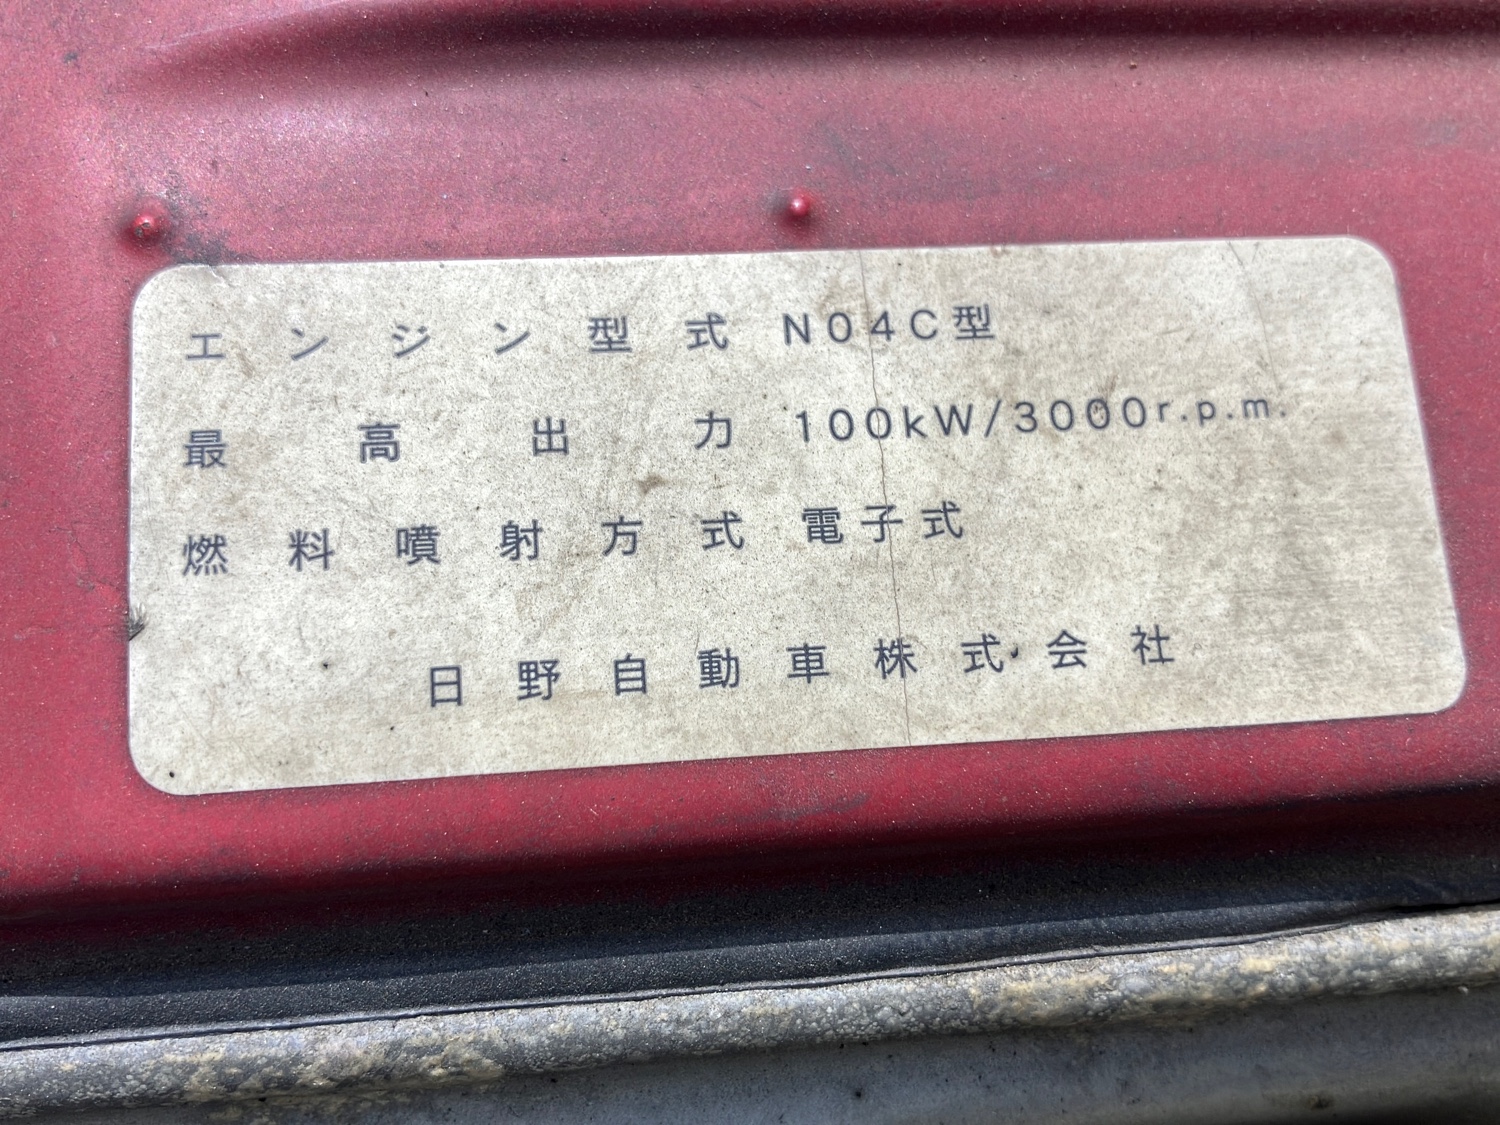 エンジン型式 N04C型
最高出力 100kW/3000r.p.m.
燃料噴射方式 電子式
日野自動車株式会社